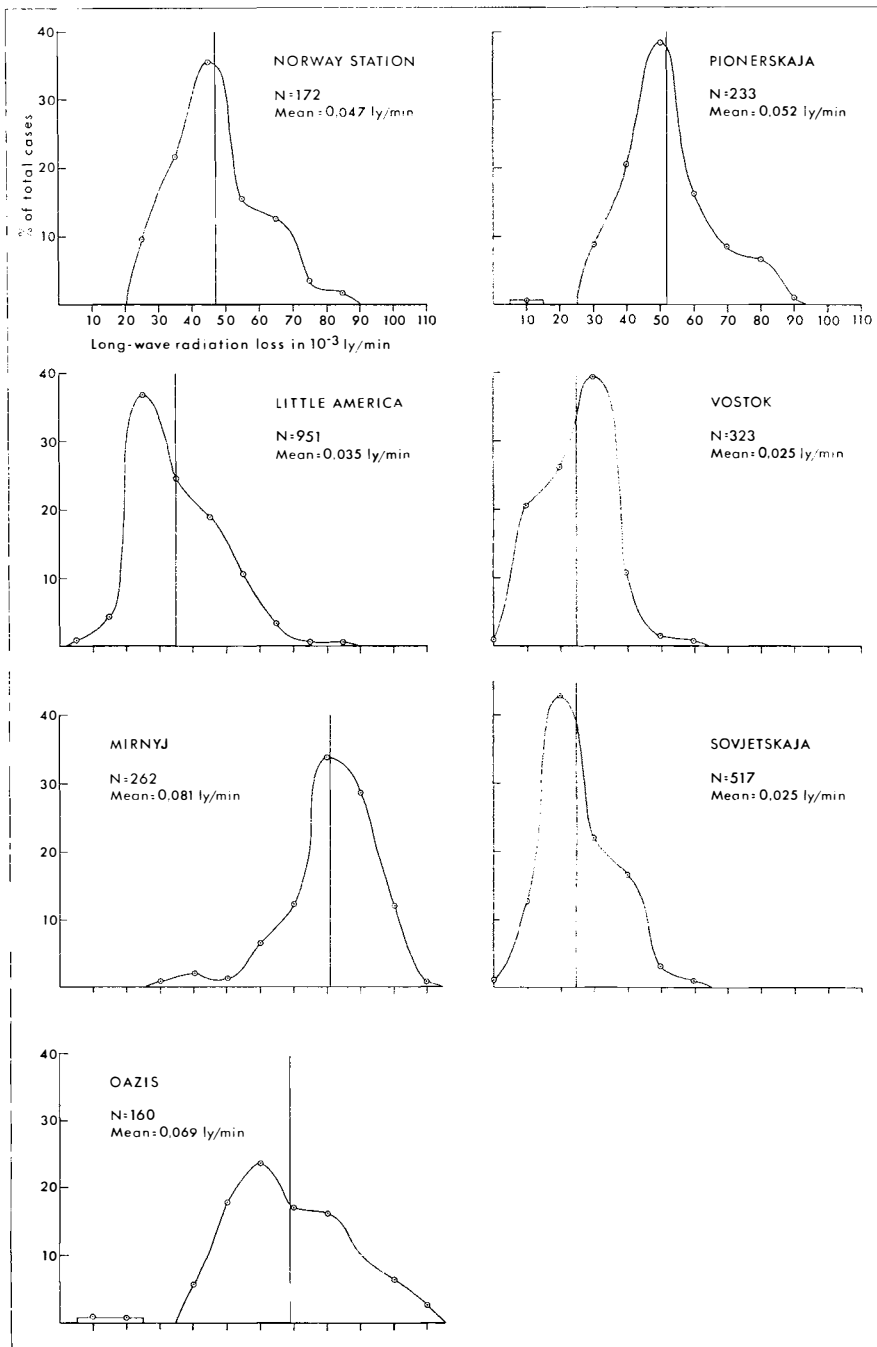 40
30
20
10
% of total cases
NORWAY STATION
N=172
Mean=0,047 ly/min
10 20 30 40 50 60 70 80 90 100 110
Long-wave radiation loss in 10⁻³ ly/min
PIONERSKAJA
N=233
Mean=0,052 ly/min
10 20 30 40 50 60 70 80 90 100 110
40
30
20
10
LITTLE AMERICA
N=951
Mean=0,035 ly/min
VOSTOK
N=323
Mean=0,025 ly/min
40
30
20
10
MIRNYJ
N=262
Mean=0,081 ly/min
SOVJETSKAJA
N=517
Mean=0,025 ly/min
40
30
20
10
OAZIS
N=160
Mean=0,069 ly/min